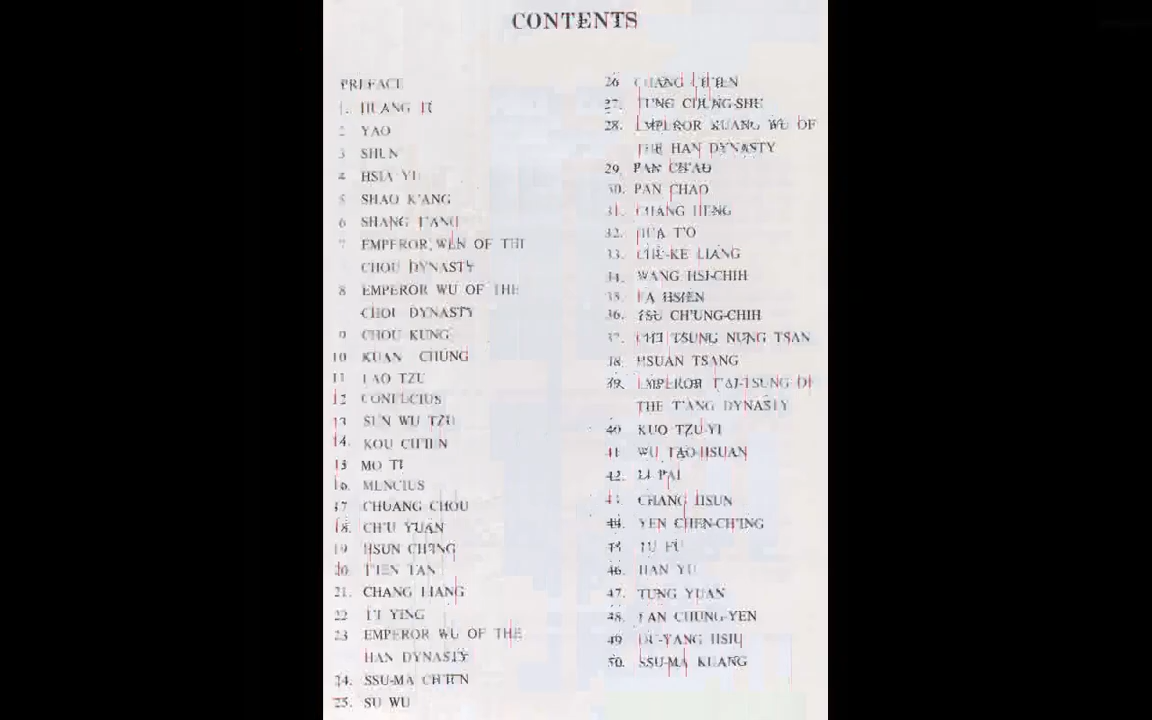 CONTENTS
PREFACE
1. HUANG TI
2 YAO
3 SHUN
4 HSIA YU
5 SHAO K'ANG
6 SHANG T'ANG
7 EMPEROR WEN OF THE
CHOU DYNASTY
8 EMPEROR WU OF THE
CHOU DYNASTY
9 CHOU KUNG
10 KUAN CHUNG
11 LAO TZU
12 CONFUCIUS
13 SUN WU TZU
14. KOU CH'IEN
15 MO TI
16. MENCIUS
17 CHUANG CHOU
18. CH'U YUAN
19 HSUN CH'ING
20. T'IEN TAN
21. CHANG LIANG
22 T'I YING
23 EMPEROR WU OF THE
HAN DYNASTY
24. SSU-MA CH'IEN
25. SU WU
26 CHANG CH'IEN
27. TUNG CHUNG-SHU
28. EMPEROR KUANG WU OF
THE HAN DYNASTY
29. PAN CH'AO
30. PAN CHAO
31. CHANG HENG
32. HUA T'O
33. CHU-KE LIANG
34. WANG HSI-CHIH
35. FA HSIEN
36. TSU CH'UNG-CHIH
37. CH'I TSUNG NUNG TSAN
38. HSUAN TSANG
39. EMPEROR T'AI-TSUNG OF
THE T'ANG DYNASTY
40. KUO TZU-YI
41 WU TAO-HSUAN
42. LI PAI
43 CHANG HSUN
44. YEN CHEN-CH'ING
45 TU FU
46. HAN YU
47. TUNG YUAN
48. FAN CHUNG-YEN
49 OU-YANG HSIU
50. SSU-MA KUANG